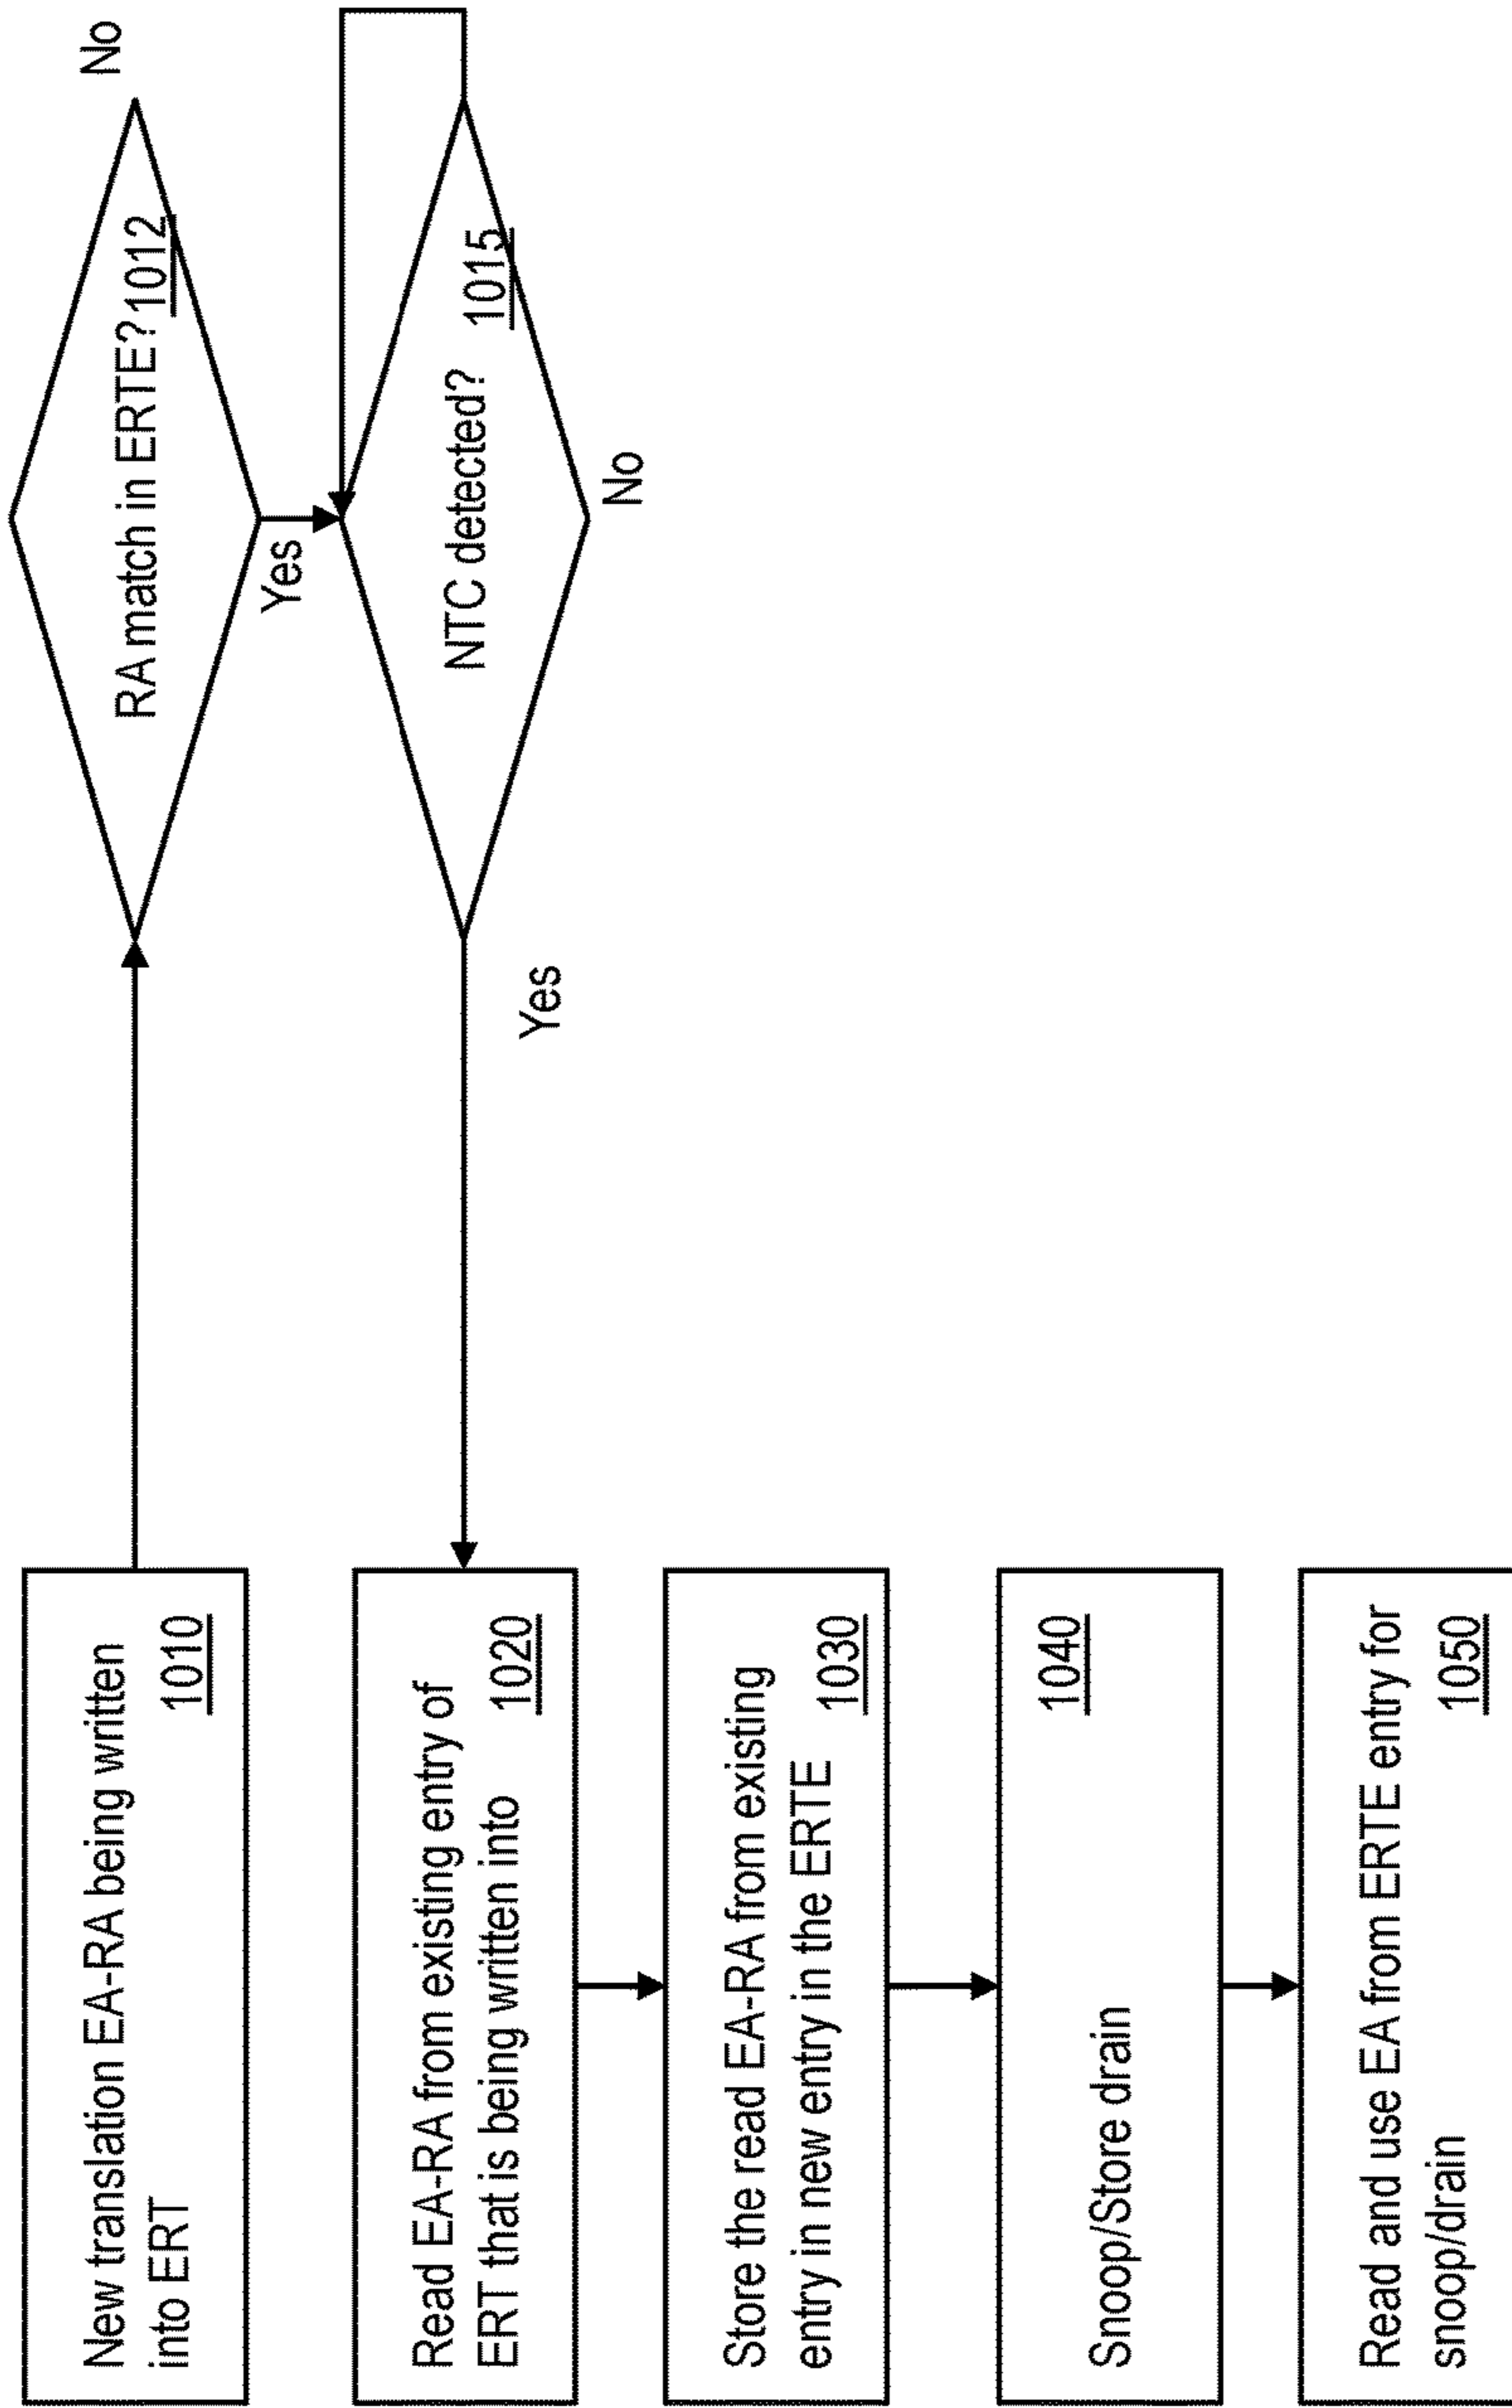 New translation EA-RA being written
into ERT
1010
RA match in ERTE?
1012
No
Yes
NTC detected?
1015
No
Yes
Read EA-RA from existing entry of
ERT that is being written into
1020
Store the read EA-RA from existing
entry in new entry in the ERTE
1030
Snoop/Store drain
1040
Read and use EA from ERTE entry for
snoop/drain
1050